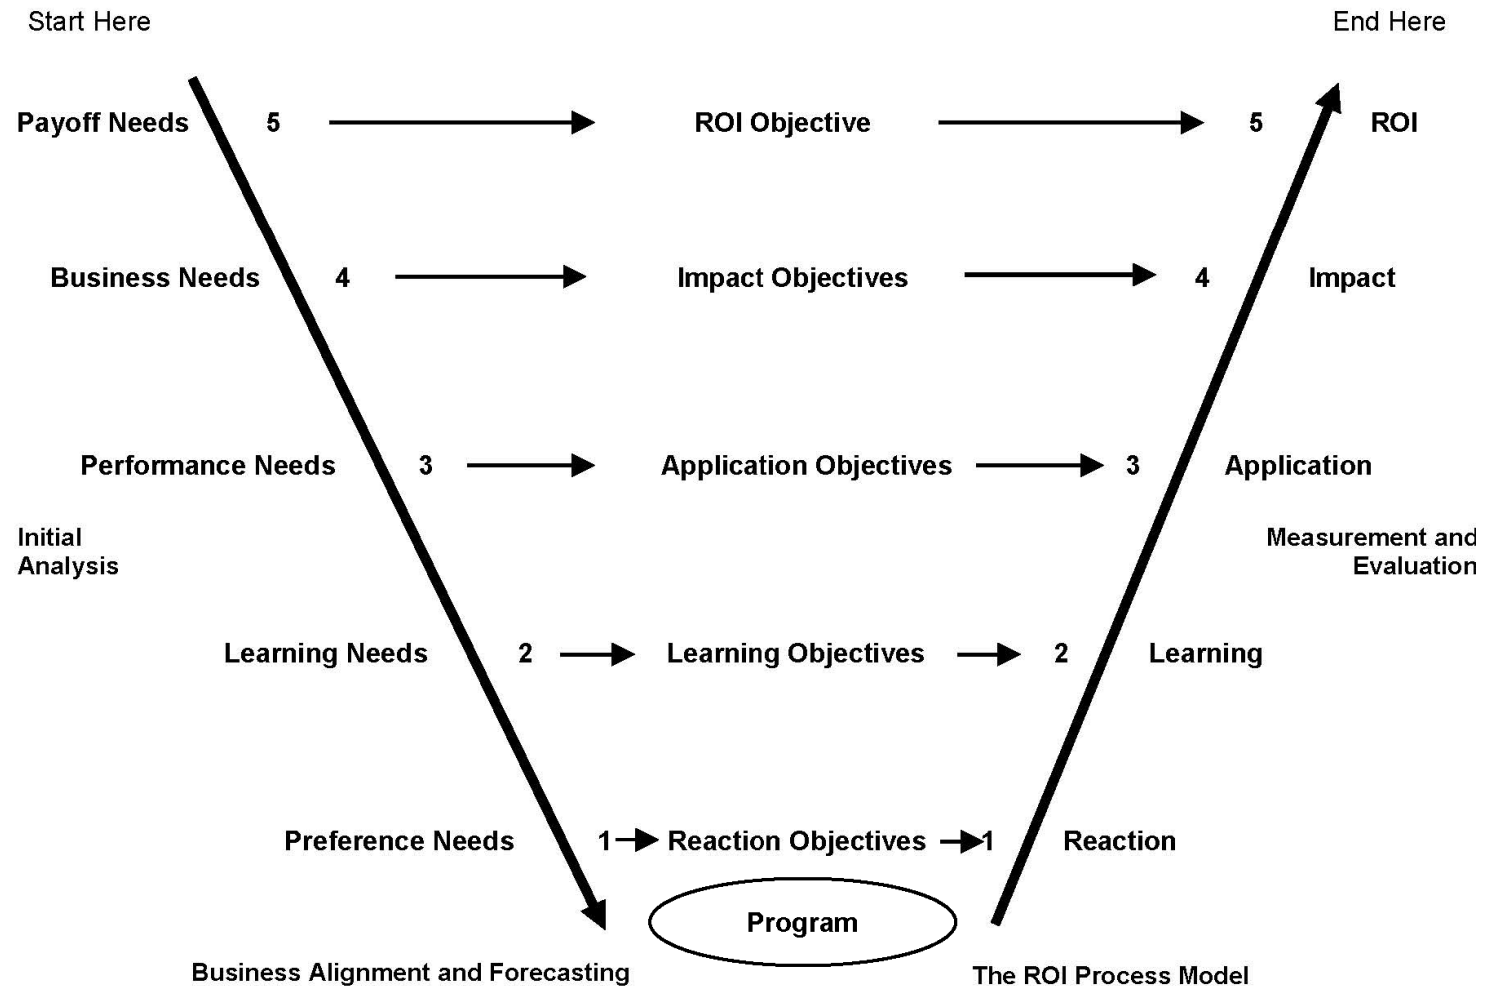 Start Here
End Here
Payoff Needs 5 ROI Objective 5 ROI
Business Needs 4 Impact Objectives 4 Impact
Performance Needs 3 Application Objectives 3 Application
Initial
Analysis
Measurement and
Evaluation
Learning Needs 2 Learning Objectives 2 Learning
Preference Needs 1 Reaction Objectives 1 Reaction
Program
Business Alignment and Forecasting
The ROI Process Model